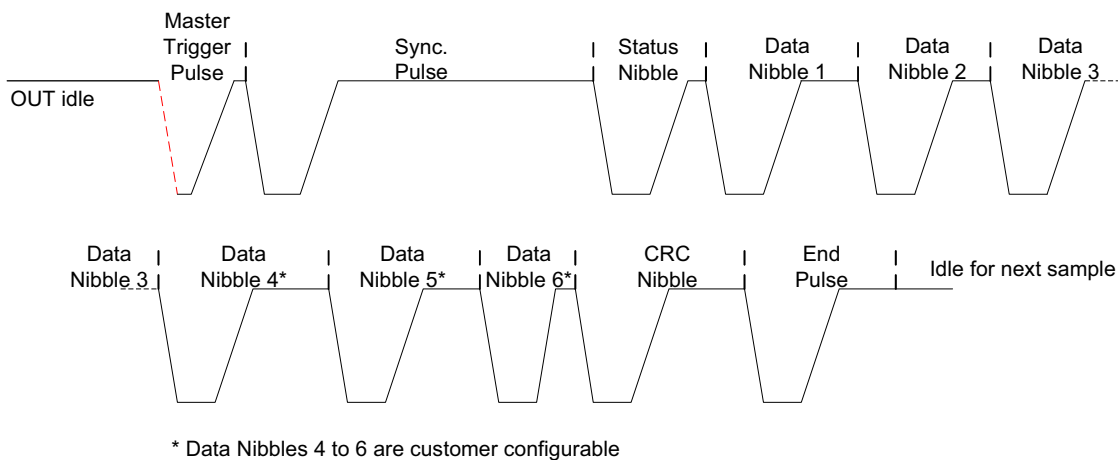 Master
Trigger
Pulse
Sync.
Pulse
Status
Nibble
Data
Nibble 1
Data
Nibble 2
Data
Nibble 3
OUT idle
Data
Nibble 3
Data
Nibble 4*
Data
Nibble 5*
Data
Nibble 6*
CRC
Nibble
End
Pulse
Idle for next sample
* Data Nibbles 4 to 6 are customer configurable